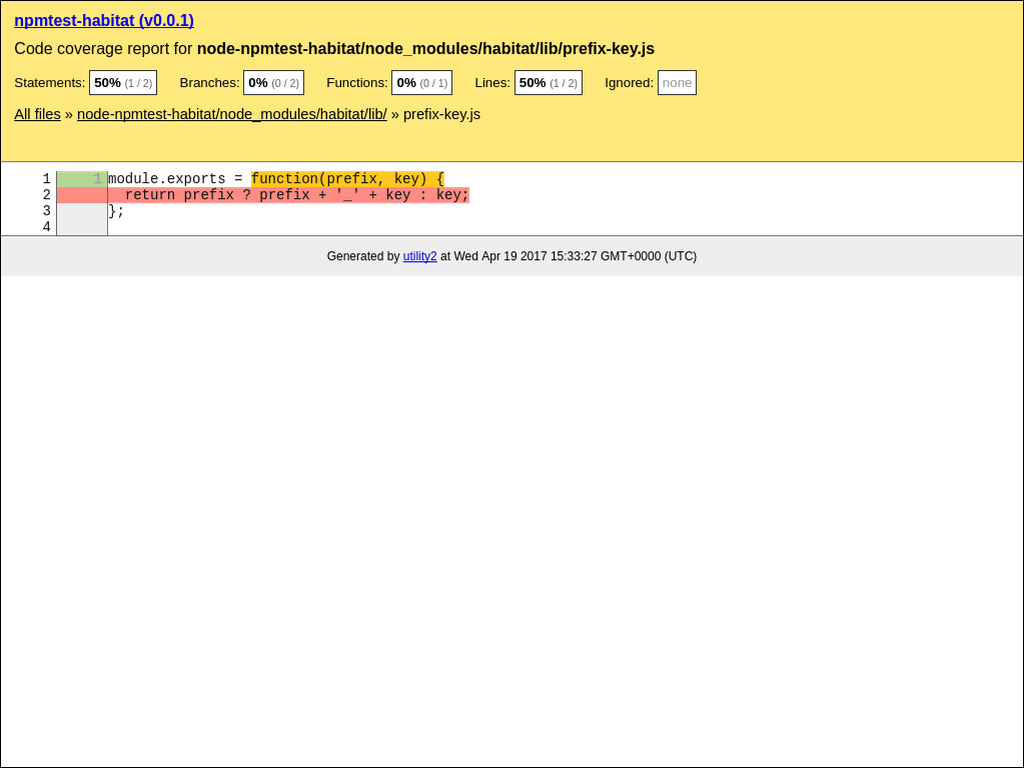 npmtest-habitat (v0.0.1)
Code coverage report for node-npmtest-habitat/node_modules/habitat/lib/prefix-key.js
Statements: 50% (1 / 2) Branches: 0% (0 / 2) Functions: 0% (0 / 1) Lines: 50% (1 / 2) Ignored: none
All files » node-npmtest-habitat/node_modules/habitat/lib/ » prefix-key.js
1 1 module.exports = function(prefix, key) {
2 return prefix ? prefix + '_' + key : key;
3 };
4
Generated by utility2 at Wed Apr 19 2017 15:33:27 GMT+0000 (UTC)